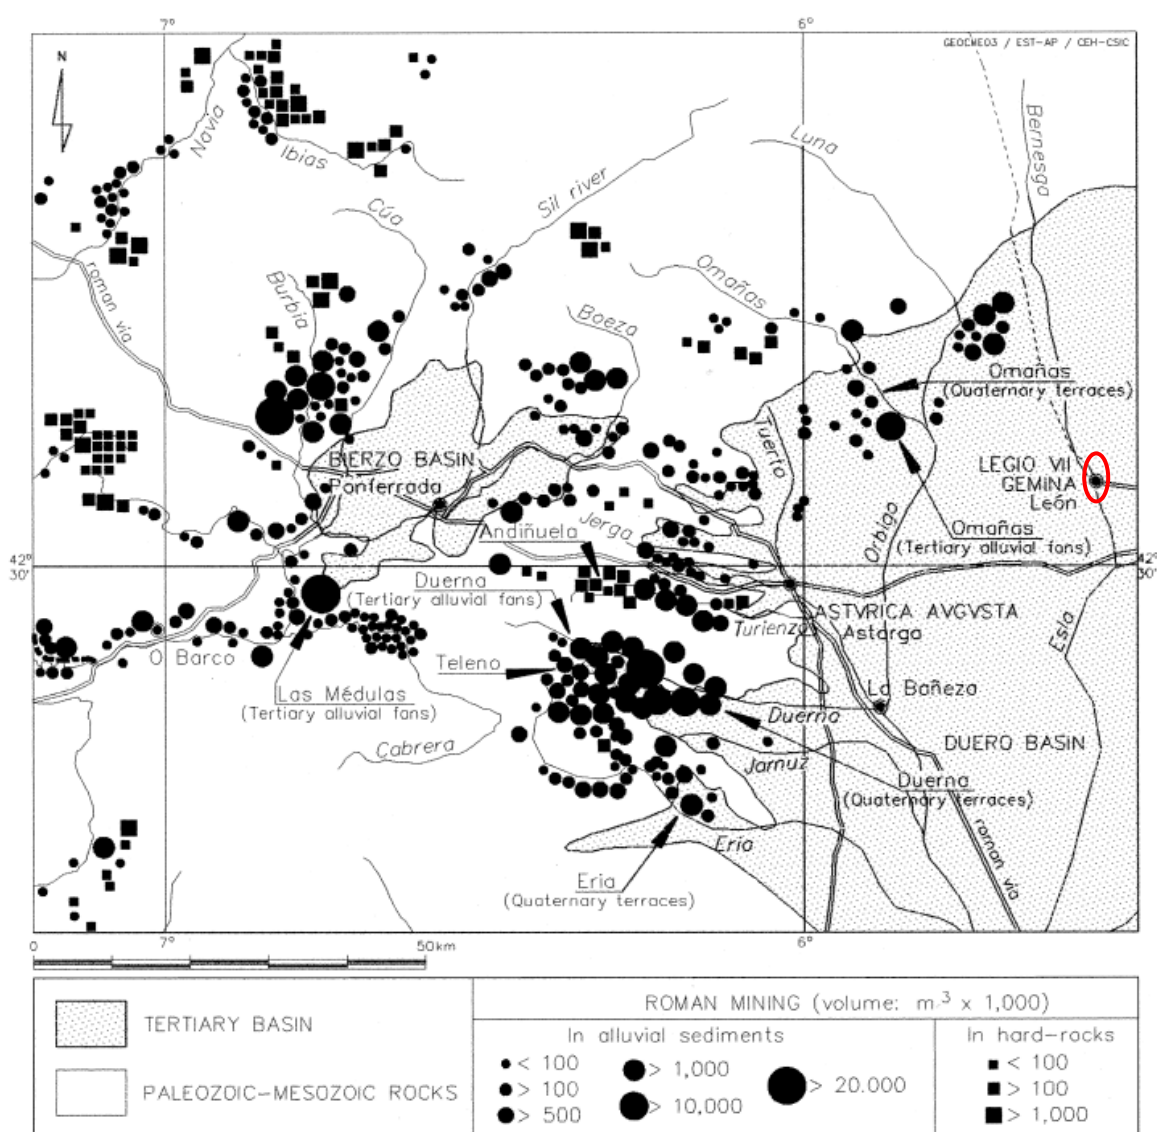 7°
6°
GEOCWE03 / EST-AP / CEH-CSIC
N
Navia
Ibias
Cúa
Sil river
Luna
Bernesga
roman vía
Burbia
Boeza
Omañas
Omañas
(Quaternary terraces)
Tuerto
BIERZO BASIN
Ponferrada
LEGIO VII
GEMINA
León
Andiñuela
Jerga
Orbigo
Omañas
(Tertiary alluvial fans)
42°
30'
42°
30'
Duerna
(Tertiary alluvial fans)
ASTVRICA AVGVSTA
Astorga
Turienzo
Esla
O Barco
Teleno
Las Médulas
(Tertiary alluvial fans)
La Bañeza
Duerna
Cabrera
DUERO BASIN
Jamuz
Duerna
(Quaternary terraces)
Eria
roman vía
Eria
(Quaternary terraces)
7°
6°
0
50km
TERTIARY BASIN
PALEOZOIC-MESOZOIC ROCKS
ROMAN MINING (volume: m³ x 1,000)
In alluvial sediments
< 100
> 100
> 500
> 1,000
> 10,000
> 20.000
In hard-rocks
< 100
> 100
> 1,000